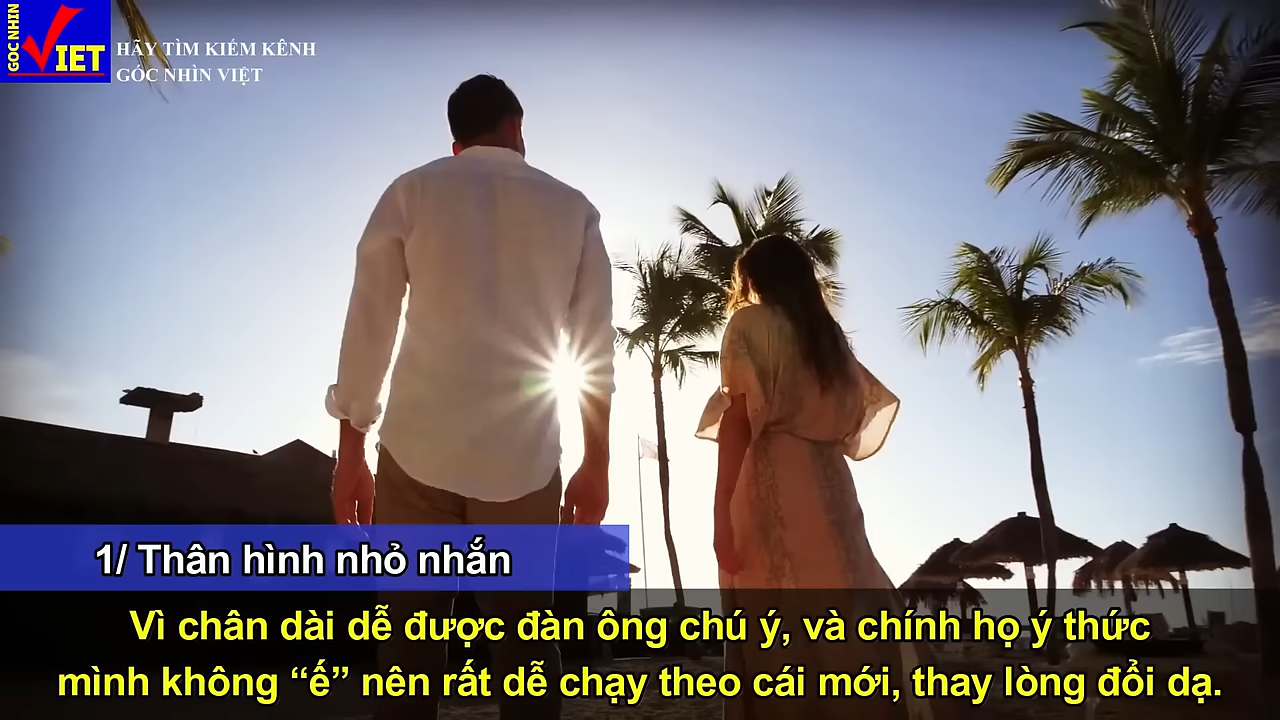 GOC NHIN
VIET
HÃY TÌM KIẾM KÊNH
GÓC NHÌN VIỆT
1/ Thân hình nhỏ nhắn
Vì chân dài dễ được đàn ông chú ý, và chính họ ý thức
mình không “ế” nên rất dễ chạy theo cái mới, thay lòng đổi dạ.